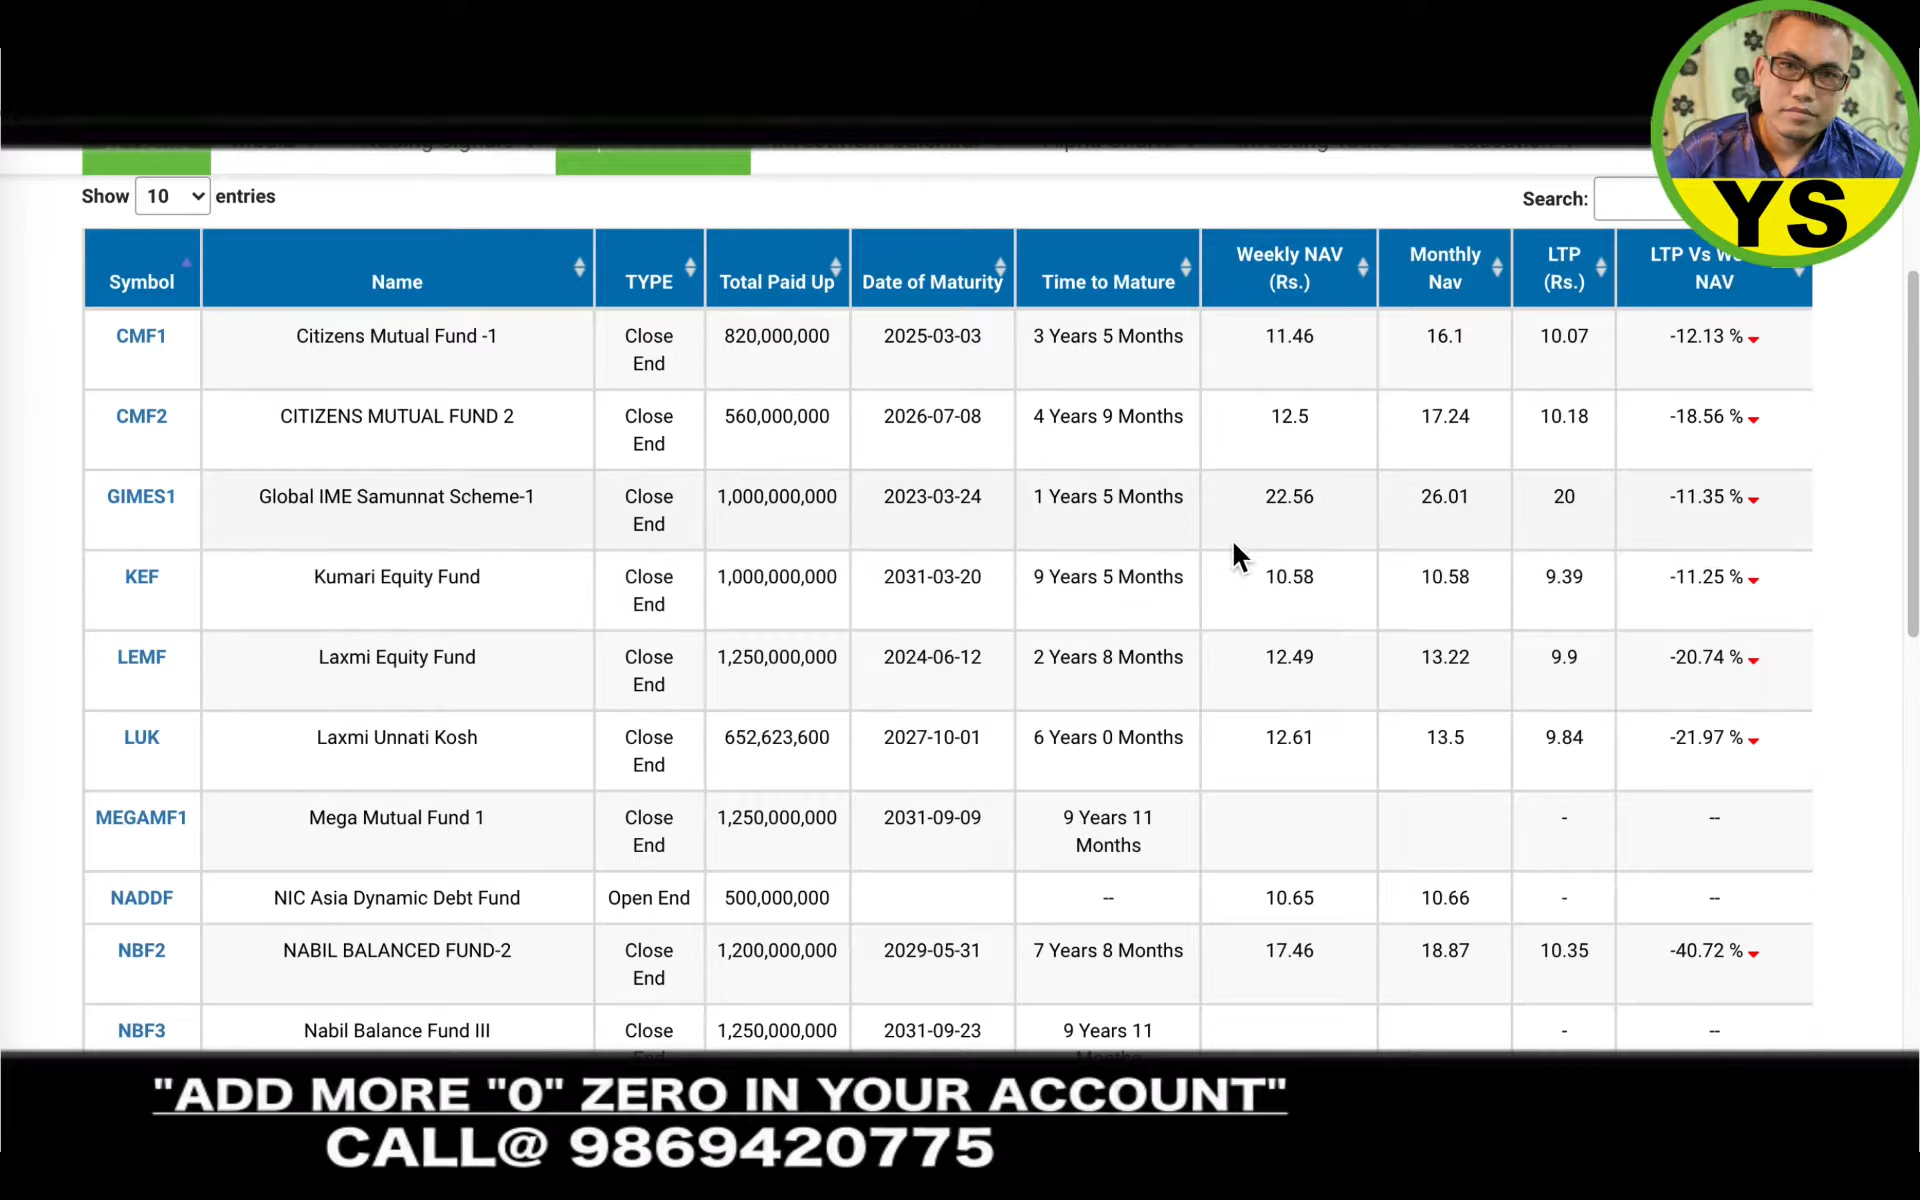 Show 10 entries
Search:
YS
Symbol Name TYPE Total Paid Up Date of Maturity Time to Mature Weekly NAV (Rs.) Monthly Nav LTP (Rs.) LTP Vs NAV
CMF1 Citizens Mutual Fund -1 Close End 820,000,000 2025-03-03 3 Years 5 Months 11.46 16.1 10.07 -12.13 %
CMF2 CITIZENS MUTUAL FUND 2 Close End 560,000,000 2026-07-08 4 Years 9 Months 12.5 17.24 10.18 -18.56 %
GIMES1 Global IME Samunnat Scheme-1 Close End 1,000,000,000 2023-03-24 1 Years 5 Months 22.56 26.01 20 -11.35 %
KEF Kumari Equity Fund Close End 1,000,000,000 2031-03-20 9 Years 5 Months 10.58 10.58 9.39 -11.25 %
LEMF Laxmi Equity Fund Close End 1,250,000,000 2024-06-12 2 Years 8 Months 12.49 13.22 9.9 -20.74 %
LUK Laxmi Unnati Kosh Close End 652,623,600 2027-10-01 6 Years 0 Months 12.61 13.5 9.84 -21.97 %
MEGAMF1 Mega Mutual Fund 1 Close End 1,250,000,000 2031-09-09 9 Years 11 Months - --
NADDF NIC Asia Dynamic Debt Fund Open End 500,000,000 -- 10.65 10.66 - --
NBF2 NABIL BALANCED FUND-2 Close End 1,200,000,000 2029-05-31 7 Years 8 Months 17.46 18.87 10.35 -40.72 %
NBF3 Nabil Balance Fund III Close 1,250,000,000 2031-09-23 9 Years 11 - --
"ADD MORE "0" ZERO IN YOUR ACCOUNT"
CALL@ 9869420775